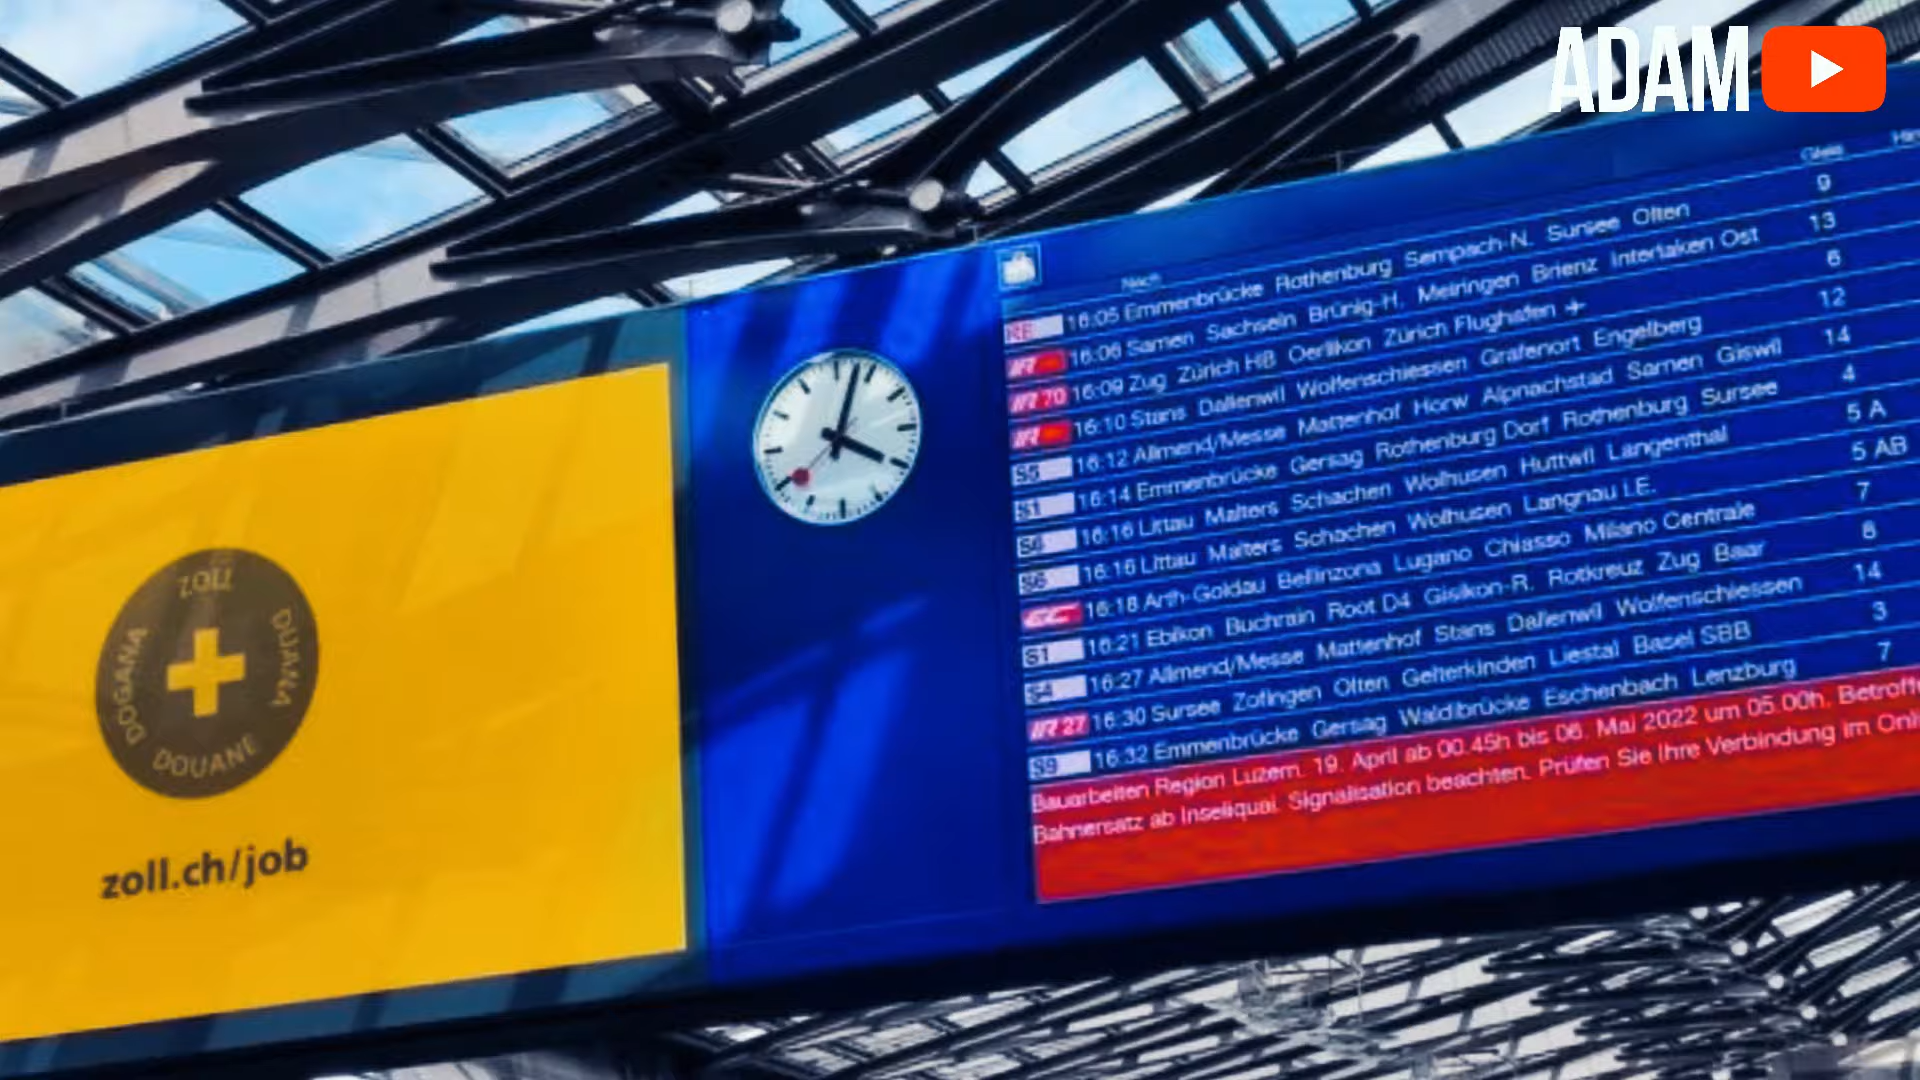 ADAM
ZOLL
DOGANA
DUANA
DOUANE
zoll.ch/job
Nach Gleis
RE 16:05 Emmenbrücke Rothenburg Sempach-N. Sursee Olten 9
IR 16:06 Sarnen Sachseln Brünig-H. Meiringen Brienz Interlaken Ost 13
IR 70 16:09 Zug Zürich HB Oerlikon Zürich Flughafen 6
IR 16:10 Stans Dallenwil Wolfenschiessen Grafenort Engelberg 12
S5 16:12 Allmend/Messe Mattenhof Horw Alpnachstad Sarnen Giswil 14
S1 16:14 Emmenbrücke Gersag Rothenburg Dorf Rothenburg Sursee 4
S6 16:16 Littau Malters Schachen Wolhusen Huttwil Langenthal 5 A
S6 16:16 Littau Malters Schachen Wolhusen Langnau i.E. 5 AB
EC 16:18 Arth-Goldau Bellinzona Lugano Chiasso Milano Centrale 7
S1 16:21 Ebikon Buchrain Root D4 Gisikon-R. Rotkreuz Zug Baar 8
S4 16:27 Allmend/Messe Mattenhof Stans Dallenwil Wolfenschiessen 14
IR 27 16:30 Sursee Zofingen Olten Gelterkinden Liestal Basel SBB 3
S9 16:32 Emmenbrücke Gersag Waldibrücke Eschenbach Lenzburg 7
Bauarbeiten Region Luzern. 19. April ab 00.45h bis 06. Mai 2022 um 05.00h. Betroffe
Bahnersatz ab Inseliquai. Signalisation beachten. Prüfen Sie Ihre Verbindung im Onl